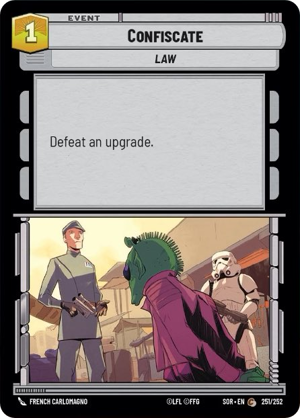 EVENT
1
CONFISCATE
LAW
Defeat an upgrade.
FRENCH CARLOMAGNO
©LFL ©FFG
SOR • EN
C
251/252